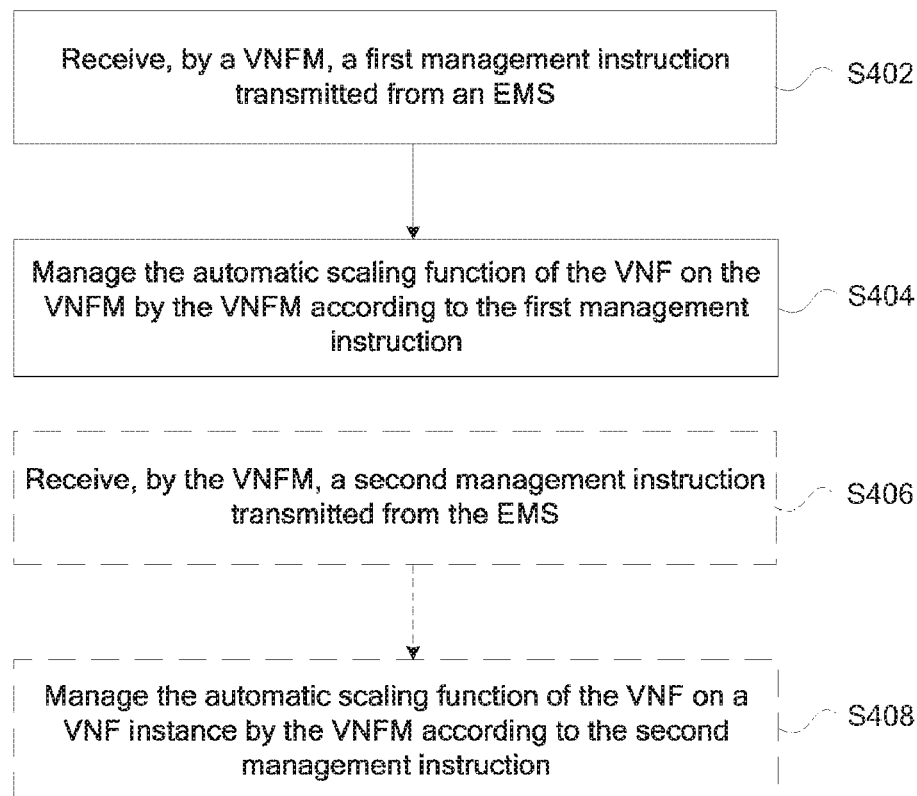 Receive, by a VNFM, a first management instruction
transmitted from an EMS
S402
Manage the automatic scaling function of the VNF on the
VNFM by the VNFM according to the first management
instruction
S404
Receive, by the VNFM, a second management instruction
transmitted from the EMS
S406
Manage the automatic scaling function of the VNF on a
VNF instance by the VNFM according to the second
management instruction
S408